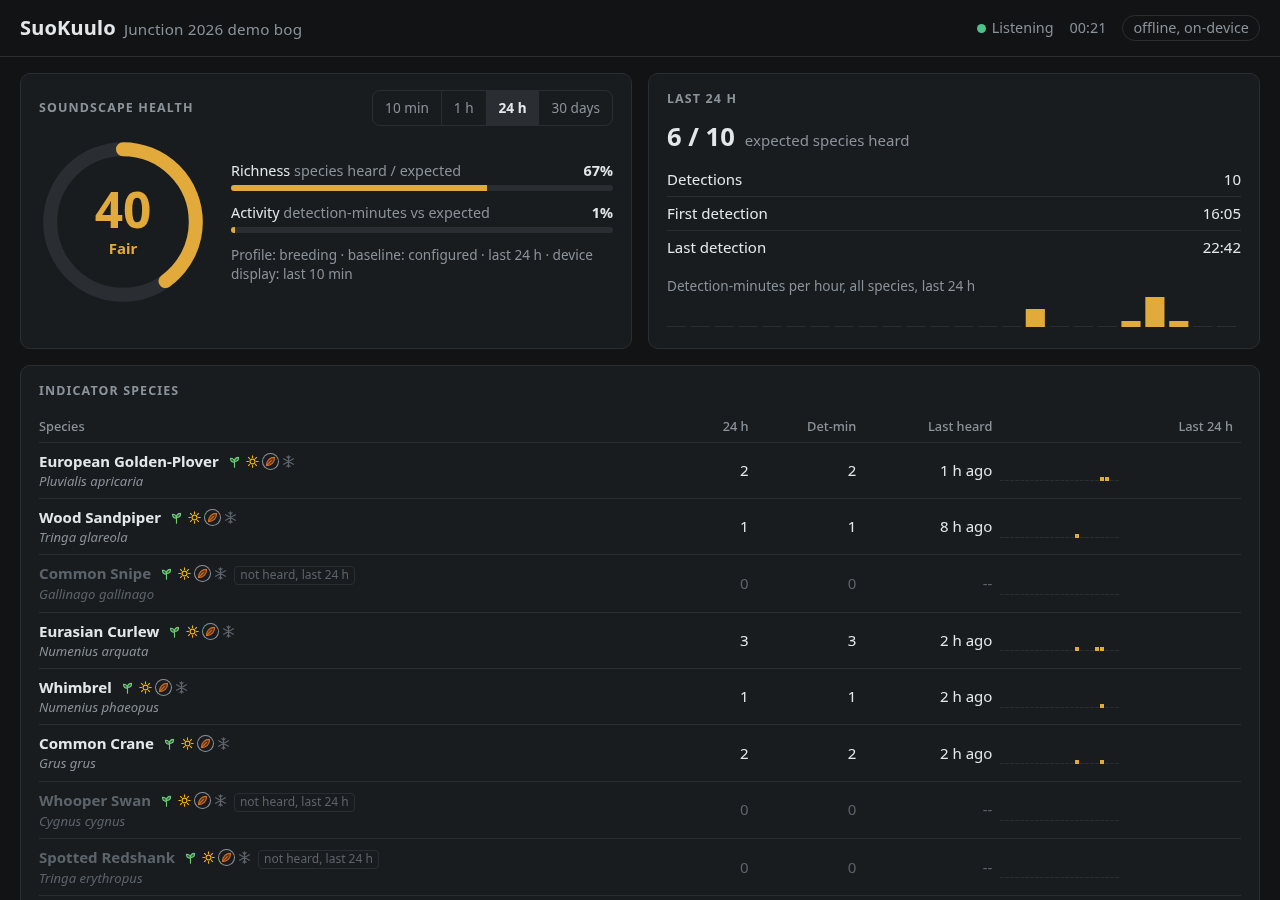 SuoKuulo Junction 2026 demo bog
Listening 00:21 offline, on-device
SOUNDSCAPE HEALTH
10 min 1 h 24 h 30 days
40
Fair
Richness species heard / expected 67%
Activity detection-minutes vs expected 1%
Profile: breeding · baseline: configured · last 24 h · device
display: last 10 min
LAST 24 H
6 / 10 expected species heard
Detections 10
First detection 16:05
Last detection 22:42
Detection-minutes per hour, all species, last 24 h
INDICATOR SPECIES
Species 24 h Det-min Last heard Last 24 h
European Golden-Plover 2 2 1 h ago
Pluvialis apricaria
Wood Sandpiper 1 1 8 h ago
Tringa glareola
Common Snipe not heard, last 24 h 0 0 --
Gallinago gallinago
Eurasian Curlew 3 3 2 h ago
Numenius arquata
Whimbrel 1 1 2 h ago
Numenius phaeopus
Common Crane 2 2 2 h ago
Grus grus
Whooper Swan not heard, last 24 h 0 0 --
Cygnus cygnus
Spotted Redshank not heard, last 24 h 0 0 --
Tringa erythropus